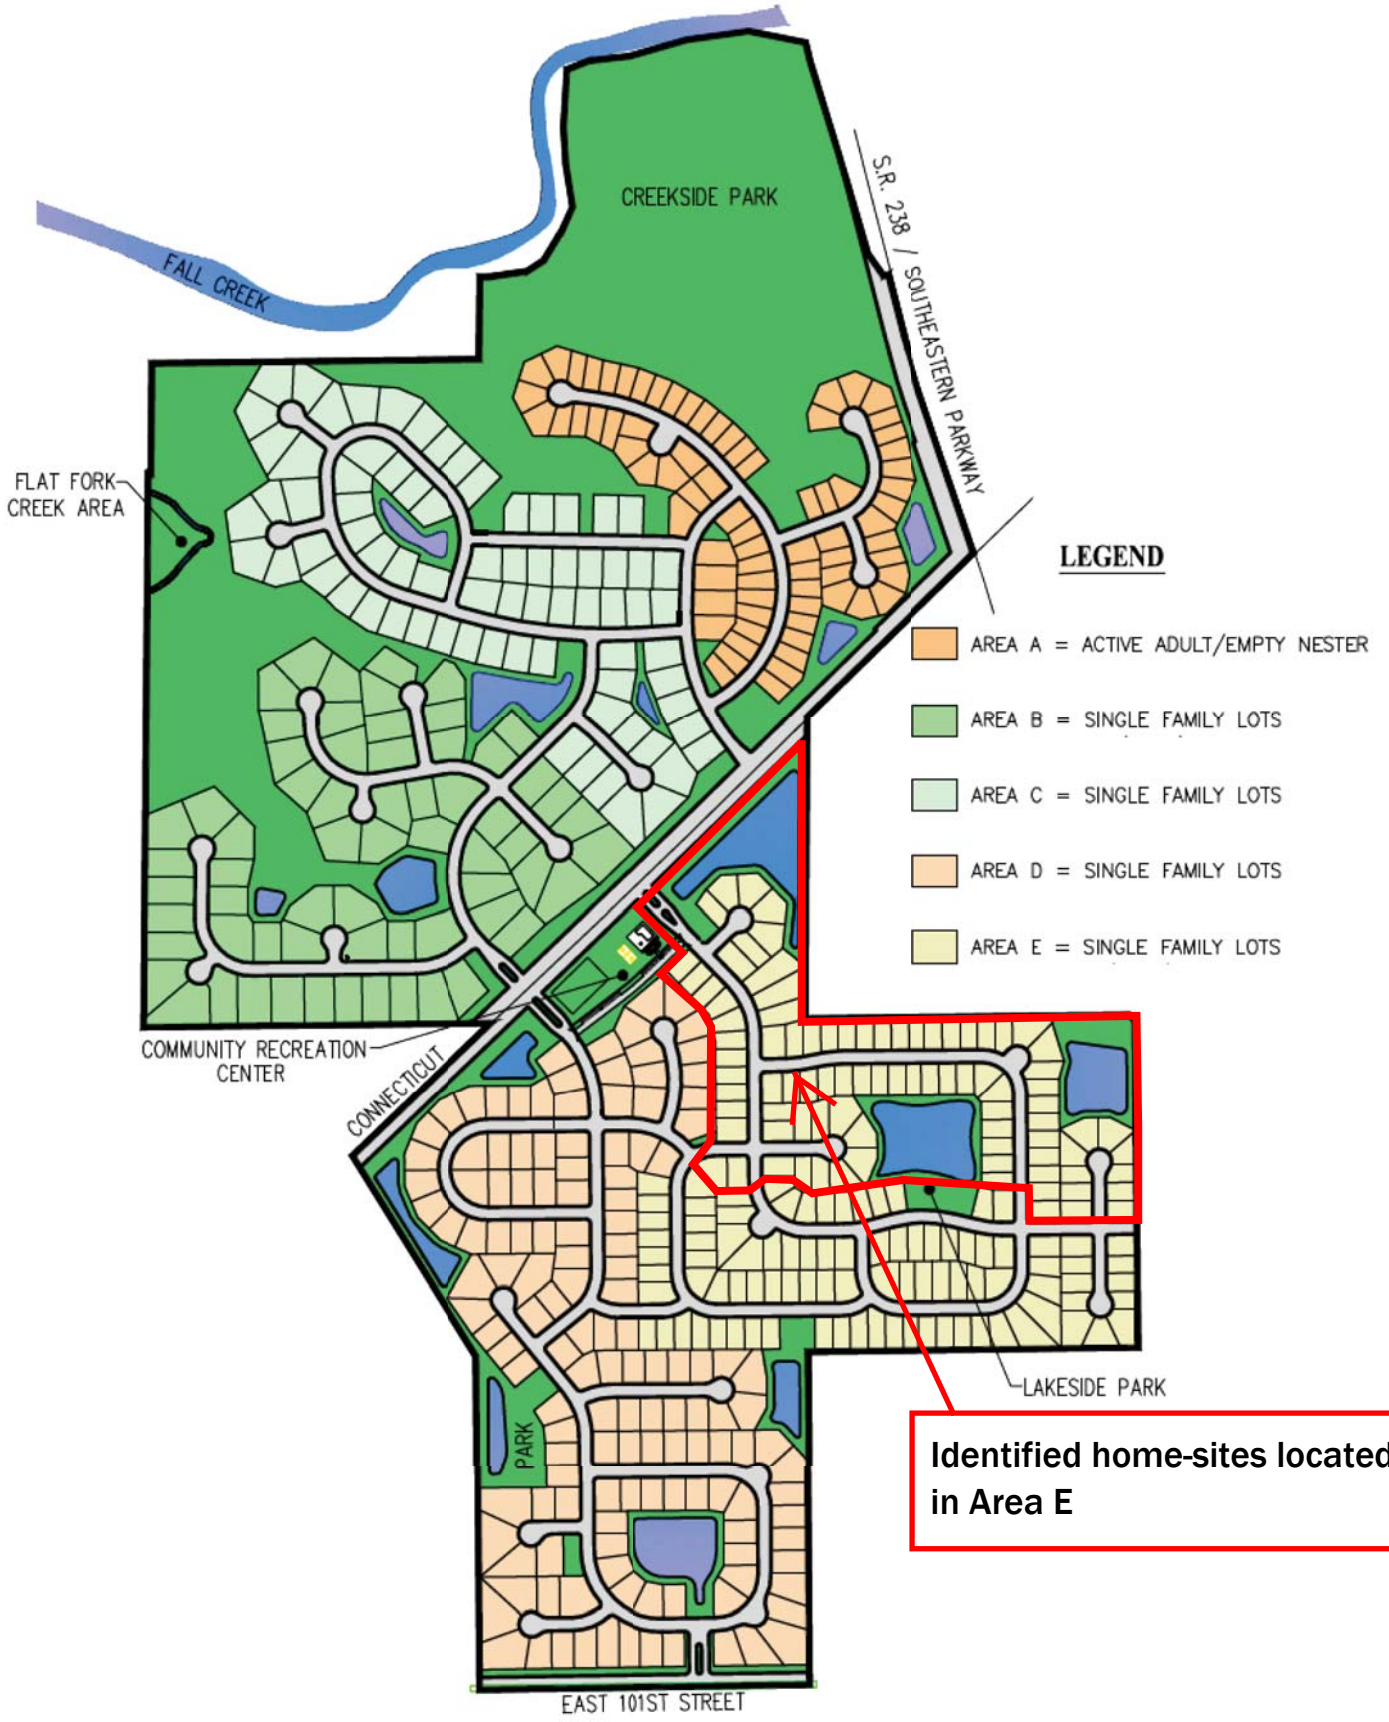 CREEKSIDE PARK
S.R. 238 / SOUTHEASTERN PARKWAY
FALL CREEK
FLAT FORK
CREEK AREA
LEGEND
AREA A = ACTIVE ADULT/EMPTY NESTER
AREA B = SINGLE FAMILY LOTS
AREA C = SINGLE FAMILY LOTS
AREA D = SINGLE FAMILY LOTS
AREA E = SINGLE FAMILY LOTS
COMMUNITY RECREATION
CENTER
CONNECTICUT
LAKESIDE PARK
Identified home-sites located
in Area E
PARK
EAST 101ST STREET